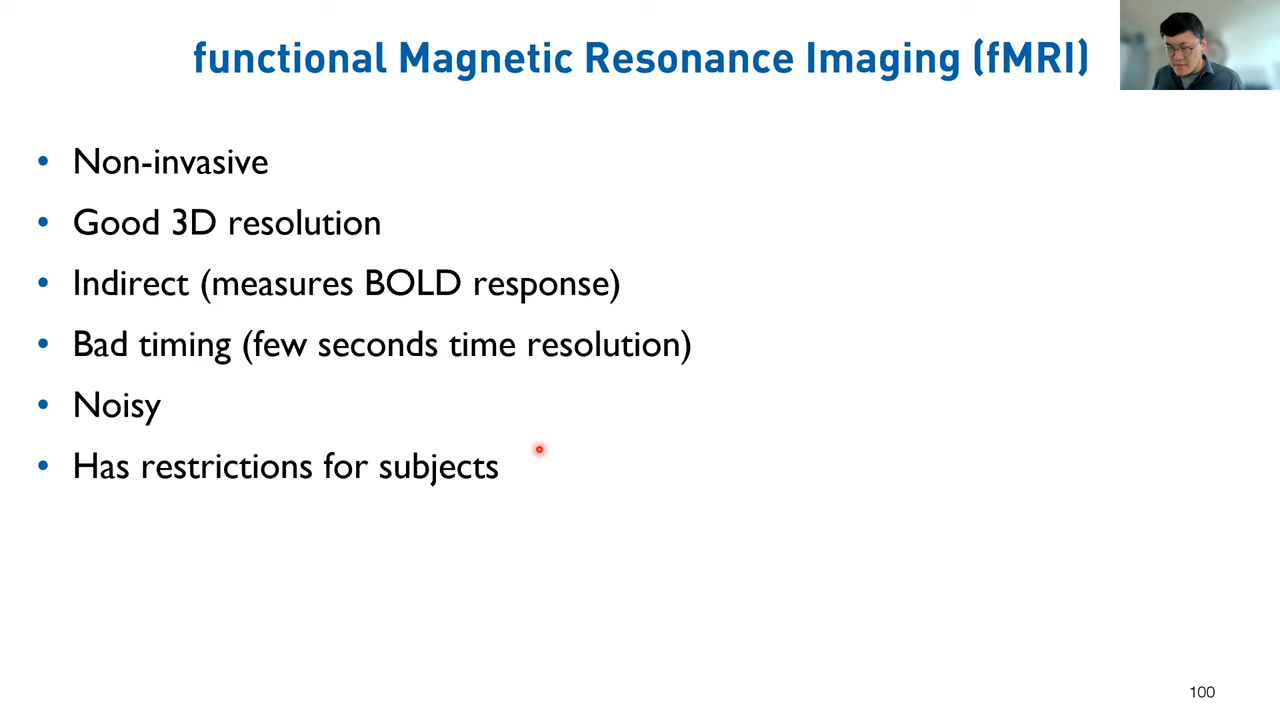 functional Magnetic Resonance Imaging (fMRI)
• Non-invasive
• Good 3D resolution
• Indirect (measures BOLD response)
• Bad timing (few seconds time resolution)
• Noisy
• Has restrictions for subjects
100